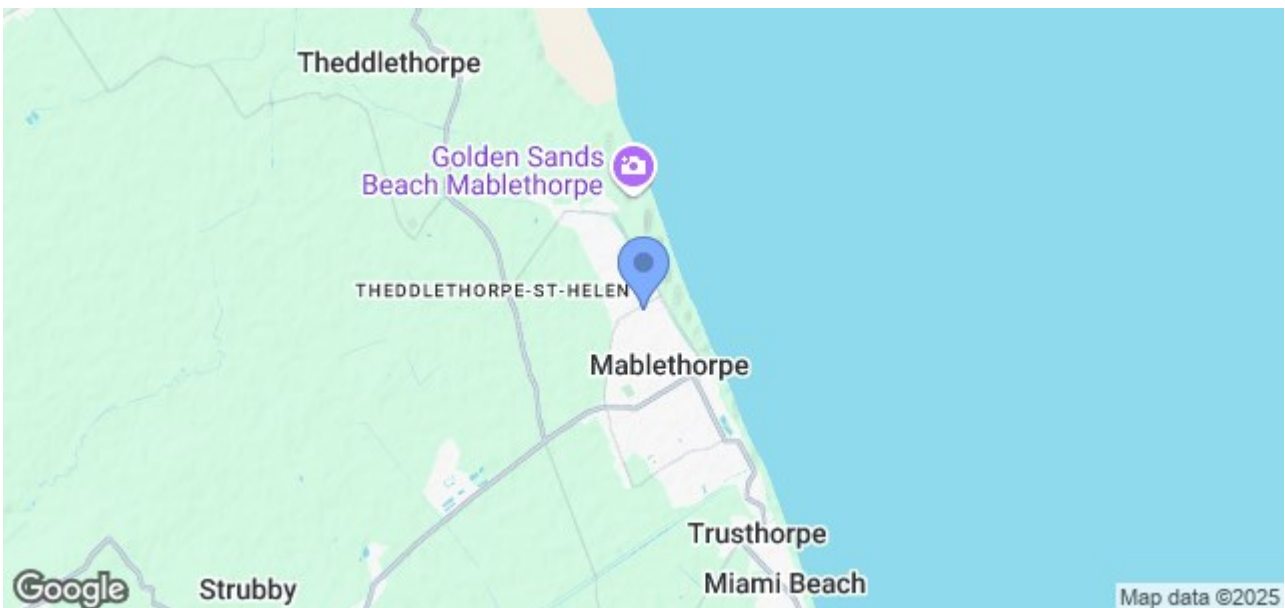 Theddlethorpe
Golden Sands
Beach Mablethorpe
THEDDLETHORPE-ST-HELEN
Mablethorpe
Trusthorpe
Miami Beach
Strubby
Google
Map data ©2025